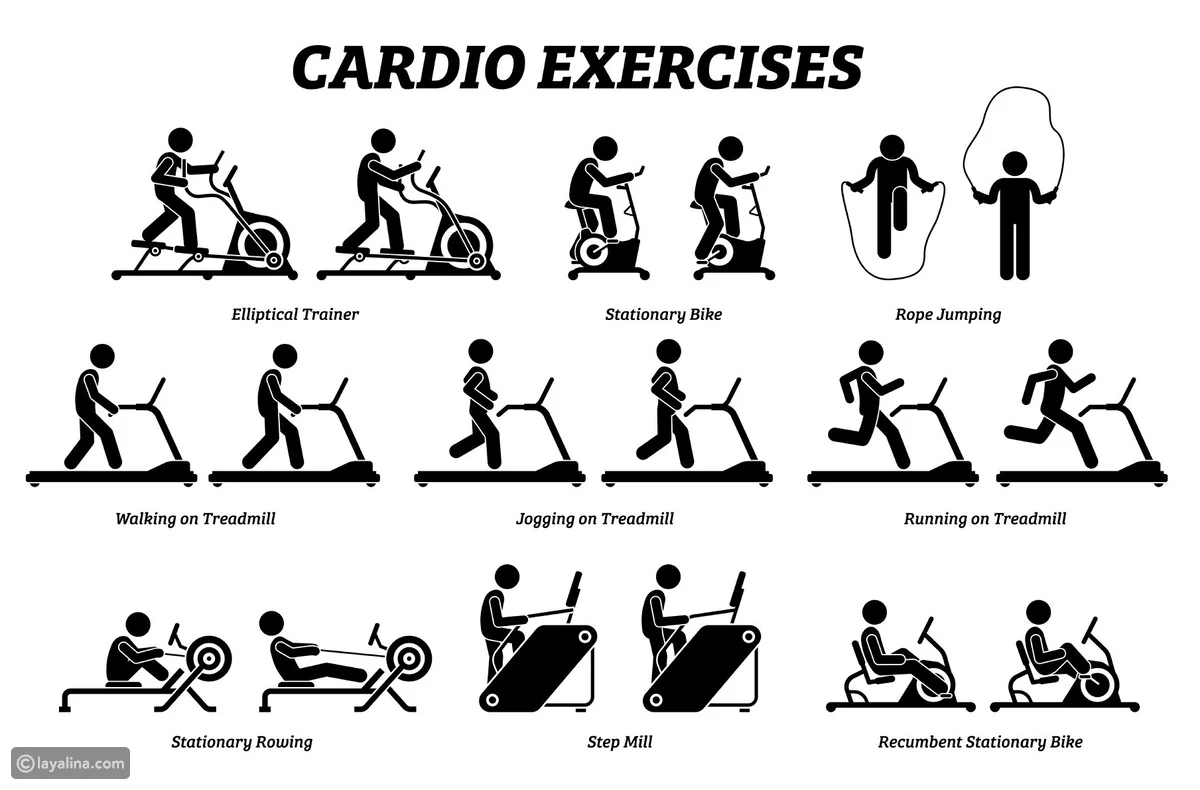 CARDIO EXERCISES
Elliptical Trainer
Stationary Bike
Rope Jumping
Walking on Treadmill
Jogging on Treadmill
Running on Treadmill
Stationary Rowing
Step Mill
Recumbent Stationary Bike
©layalina.com